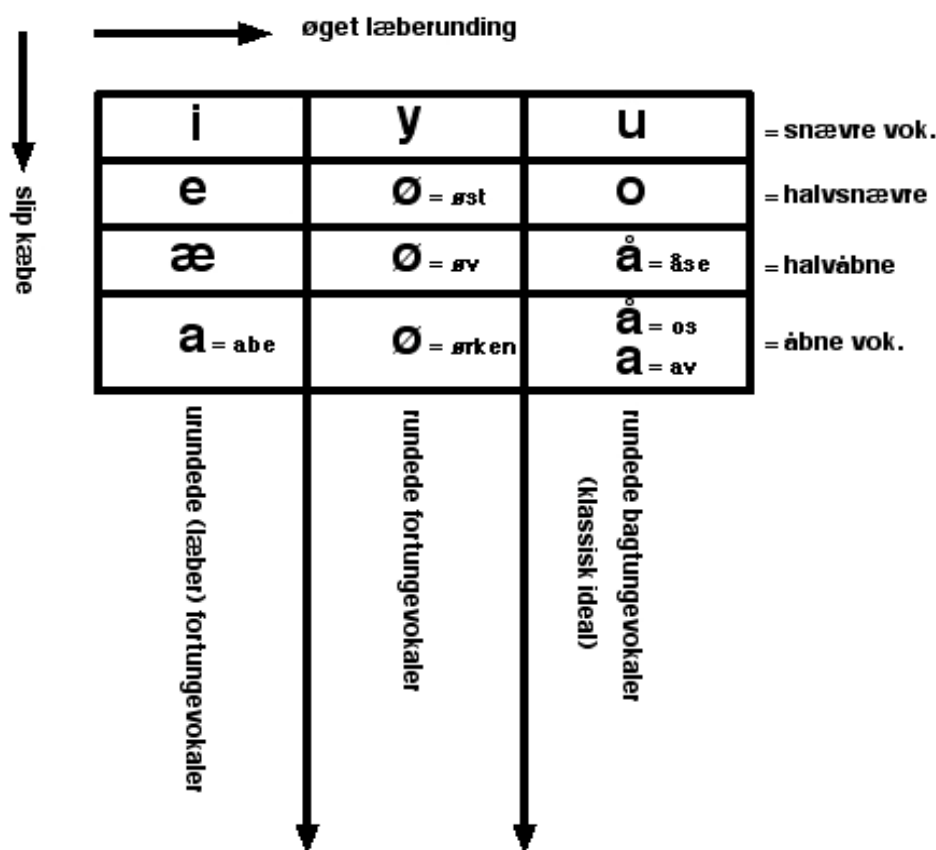 øget læberunding
slip kæbe
i y u = snævre vok.
e ø = øst o = halvsnævre
æ ø = øv å = åse = halvåbne
a = abe ø = ørken å = os
a = av
= åbne vok.
urundede (læber) fortungevokaler
rundede fortungevokaler
rundede bagtungevokaler
(klassisk ideal)